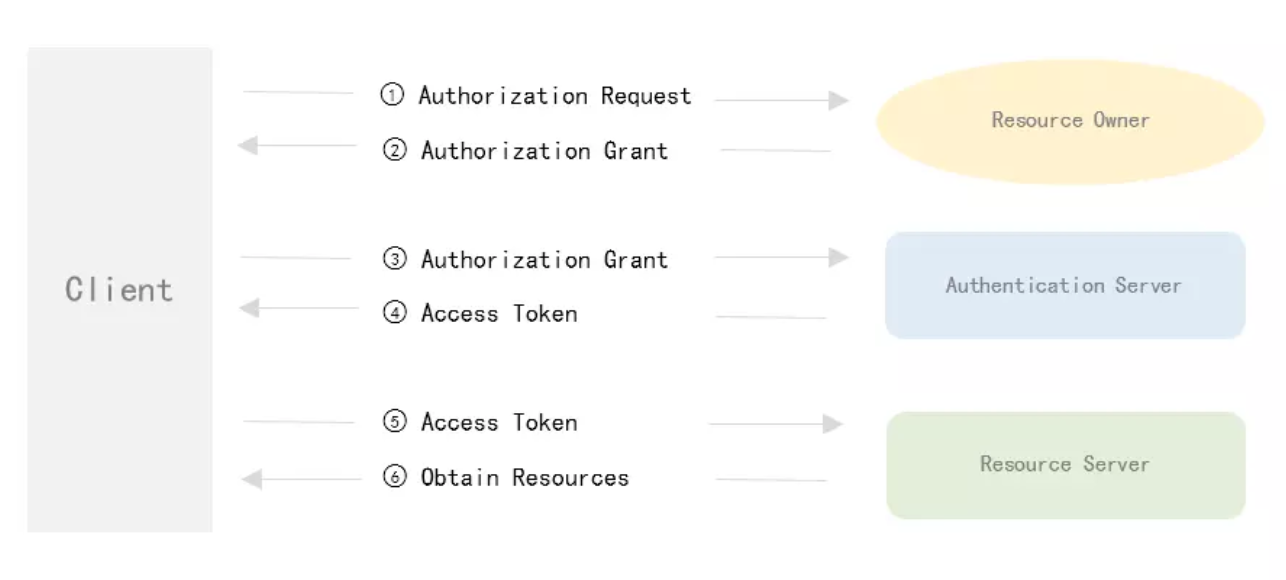 ① Authorization Request
Resource Owner
② Authorization Grant
③ Authorization Grant
Client
Authentication Server
④ Access Token
⑤ Access Token
Resource Server
⑥ Obtain Resources